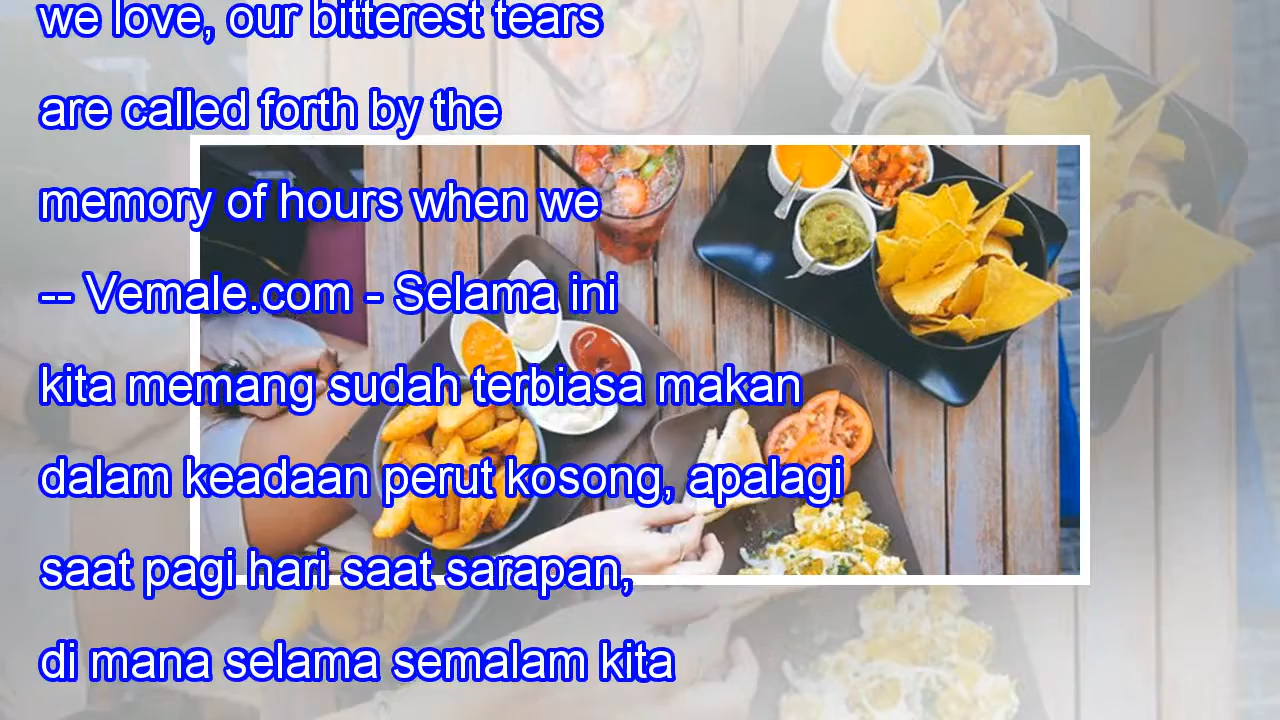 we love, our bitterest tears
are called forth by the
memory of hours when we
-- Vemale.com - Selama ini
kita memang sudah terbiasa makan
dalam keadaan perut kosong, apalagi
saat pagi hari saat sarapan,
di mana selama semalam kita